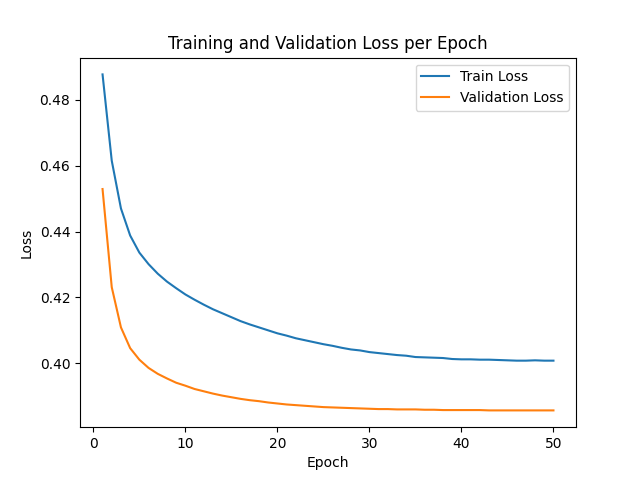 Training and Validation Loss per Epoch
Train Loss
Validation Loss
Loss
0.48
0.46
0.44
0.42
0.40
0
10
20
30
40
50
Epoch